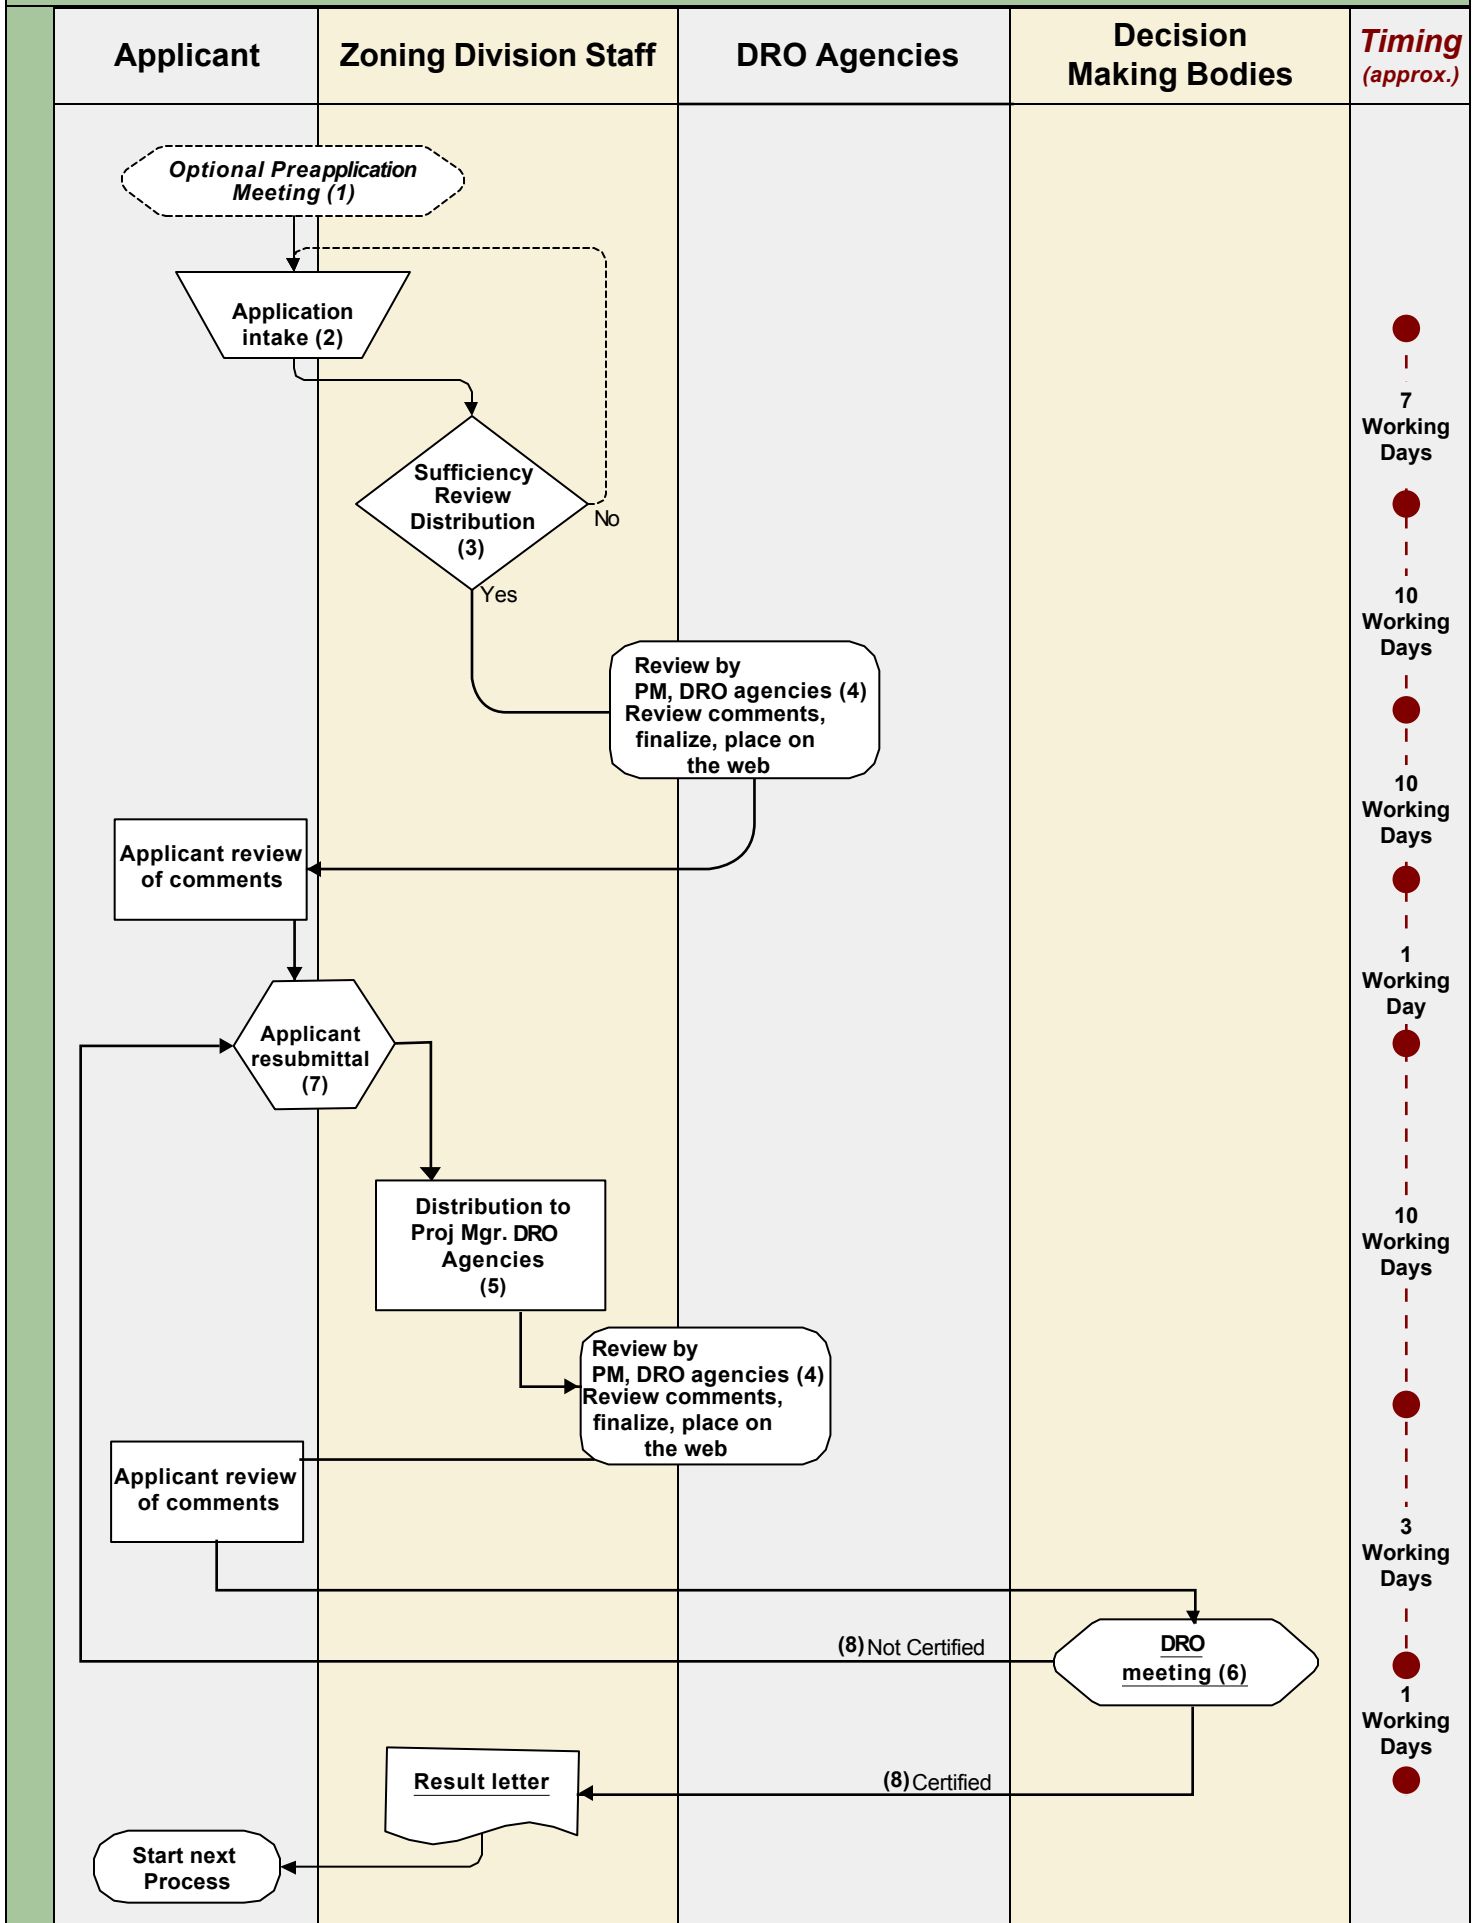 Applicant
Zoning Division Staff
DRO Agencies
Decision
Making Bodies
Timing
(approx.)
Optional Preapplication
Meeting (1)
Application
intake (2)
7
Working
Days
Sufficiency
Review
Distribution
(3)
No
Yes
10
Working
Days
Review by
PM, DRO agencies (4)
Review comments,
finalize, place on
the web
10
Working
Days
Applicant review
of comments
1
Working
Day
Applicant
resubmittal
(7)
Distribution to
Proj Mgr. DRO
Agencies
(5)
10
Working
Days
Review by
PM, DRO agencies (4)
Review comments,
finalize, place on
the web
Applicant review
of comments
3
Working
Days
(8) Not Certified
DRO
meeting (6)
1
Working
Days
Result letter
(8) Certified
Start next
Process